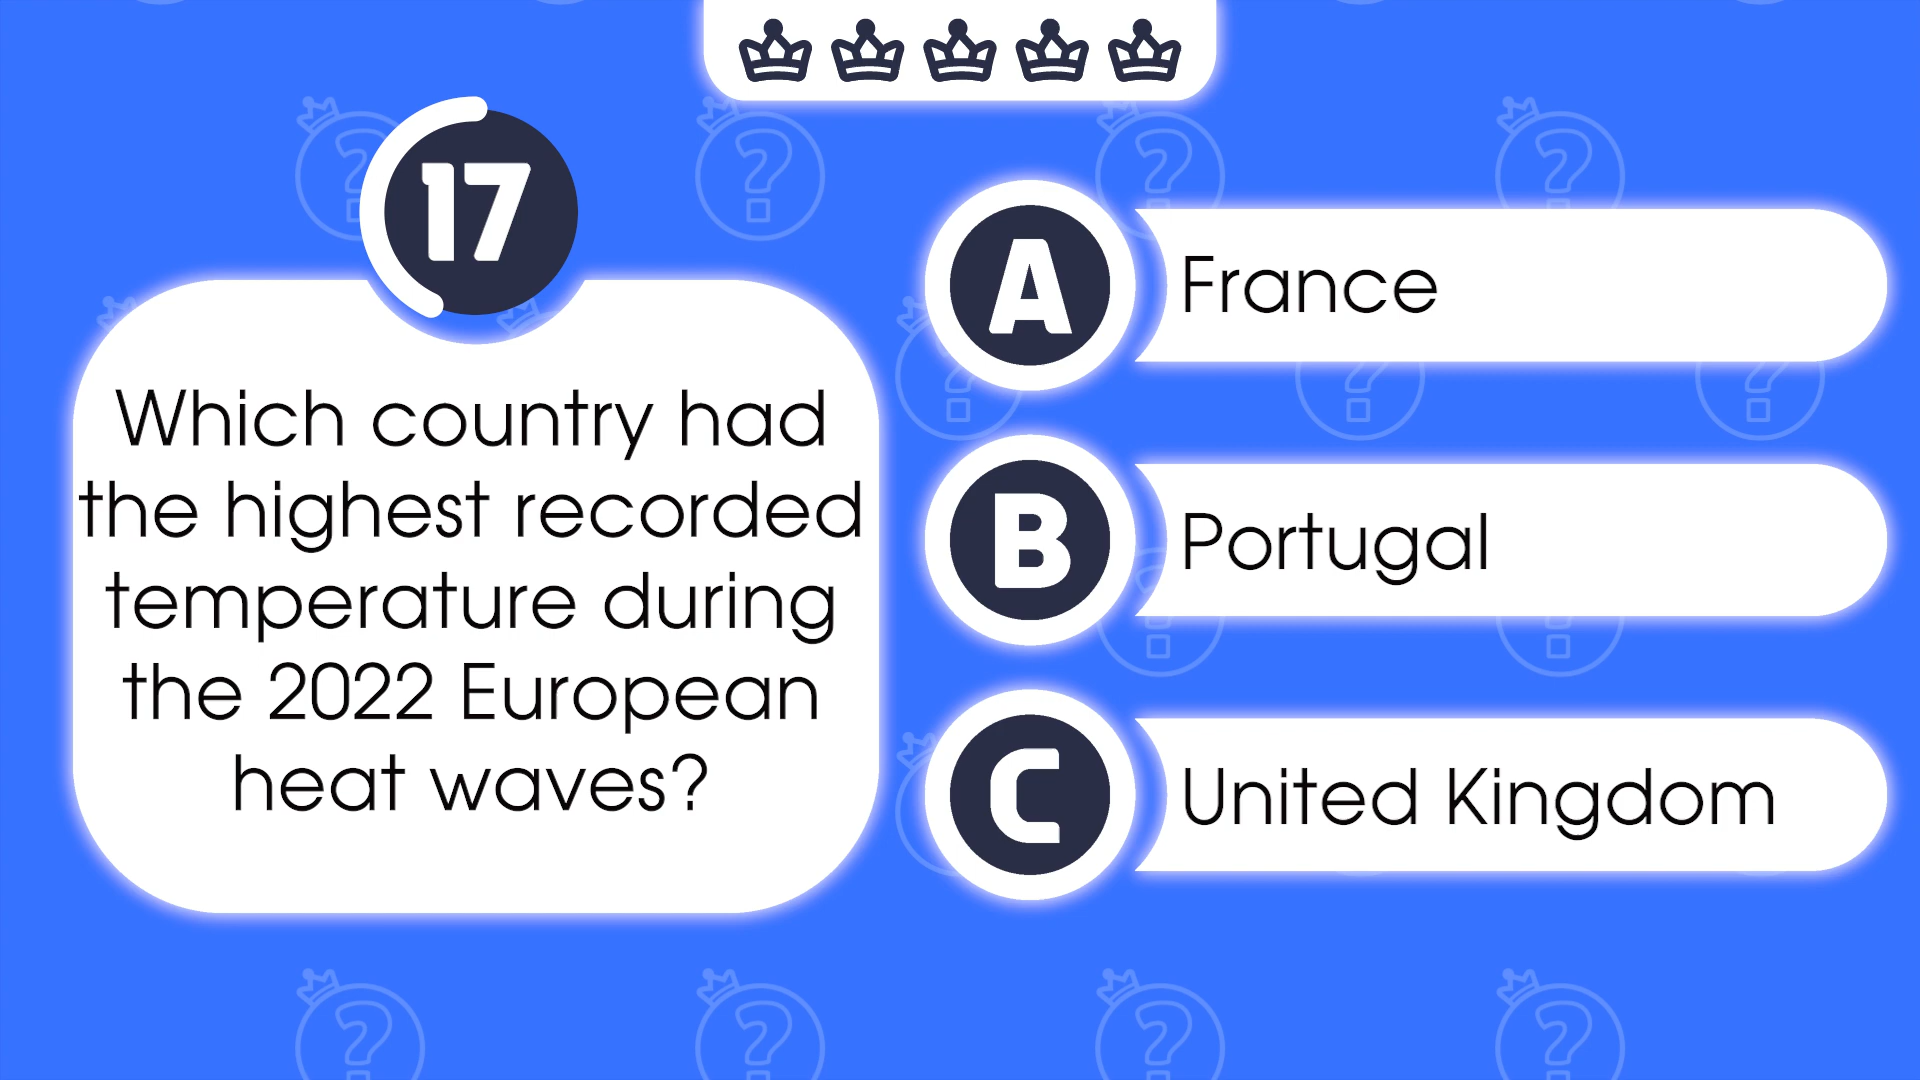 17
Which country had
the highest recorded
temperature during
the 2022 European
heat waves?
A
France
B
Portugal
C
United Kingdom